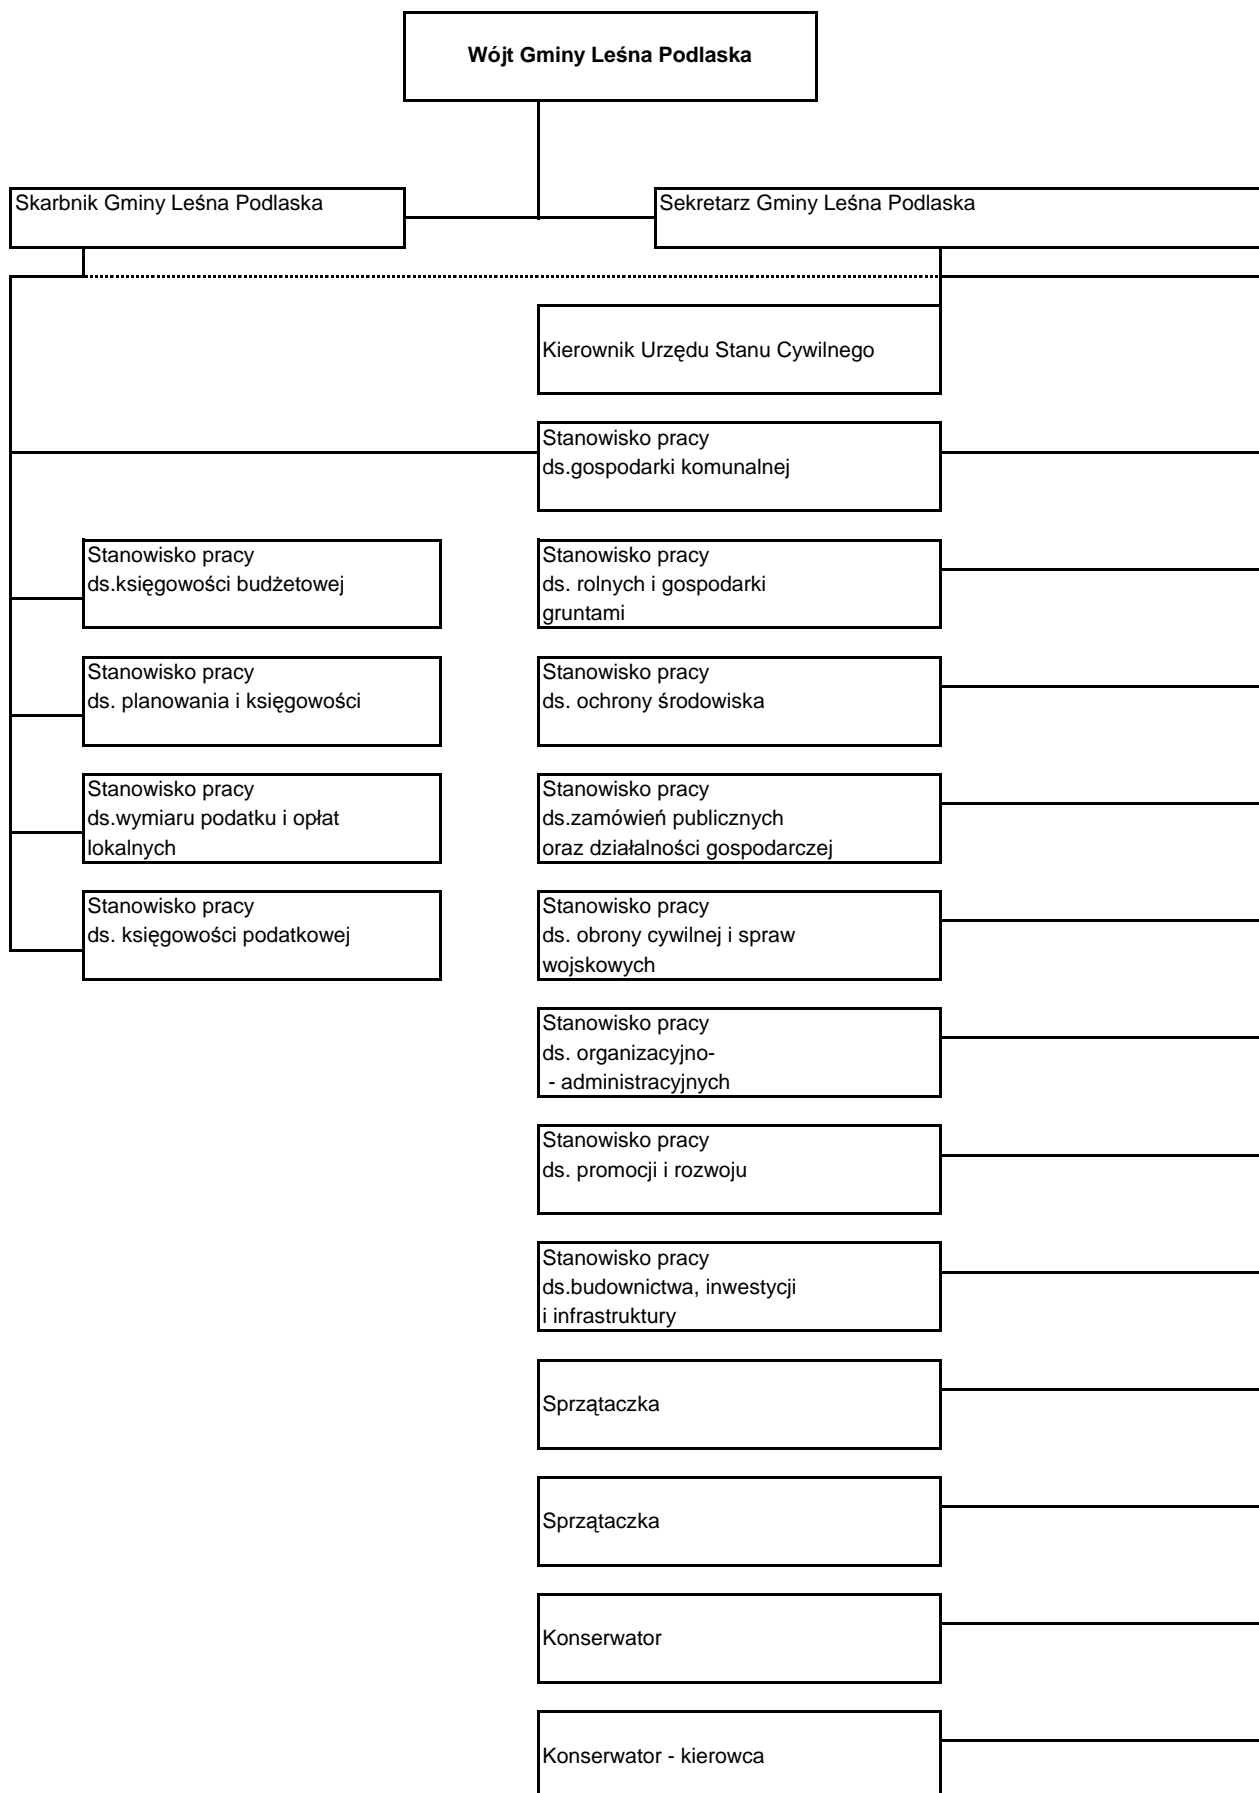 Wójt Gminy Leśna Podlaska
Skarbnik Gminy Leśna Podlaska
Sekretarz Gminy Leśna Podlaska
Kierownik Urzędu Stanu Cywilnego
Stanowisko pracy
ds.gospodarki komunalnej
Stanowisko pracy
ds.księgowości budżetowej
Stanowisko pracy
ds. rolnych i gospodarki
gruntami
Stanowisko pracy
ds. planowania i księgowości
Stanowisko pracy
ds. ochrony środowiska
Stanowisko pracy
ds.wymiaru podatku i opłat
lokalnych
Stanowisko pracy
ds.zamówień publicznych
oraz działalności gospodarczej
Stanowisko pracy
ds. księgowości podatkowej
Stanowisko pracy
ds. obrony cywilnej i spraw
wojskowych
Stanowisko pracy
ds. organizacyjno-
- administracyjnych
Stanowisko pracy
ds. promocji i rozwoju
Stanowisko pracy
ds.budownictwa, inwestycji
i infrastruktury
Sprzątaczka
Sprzątaczka
Konserwator
Konserwator - kierowca